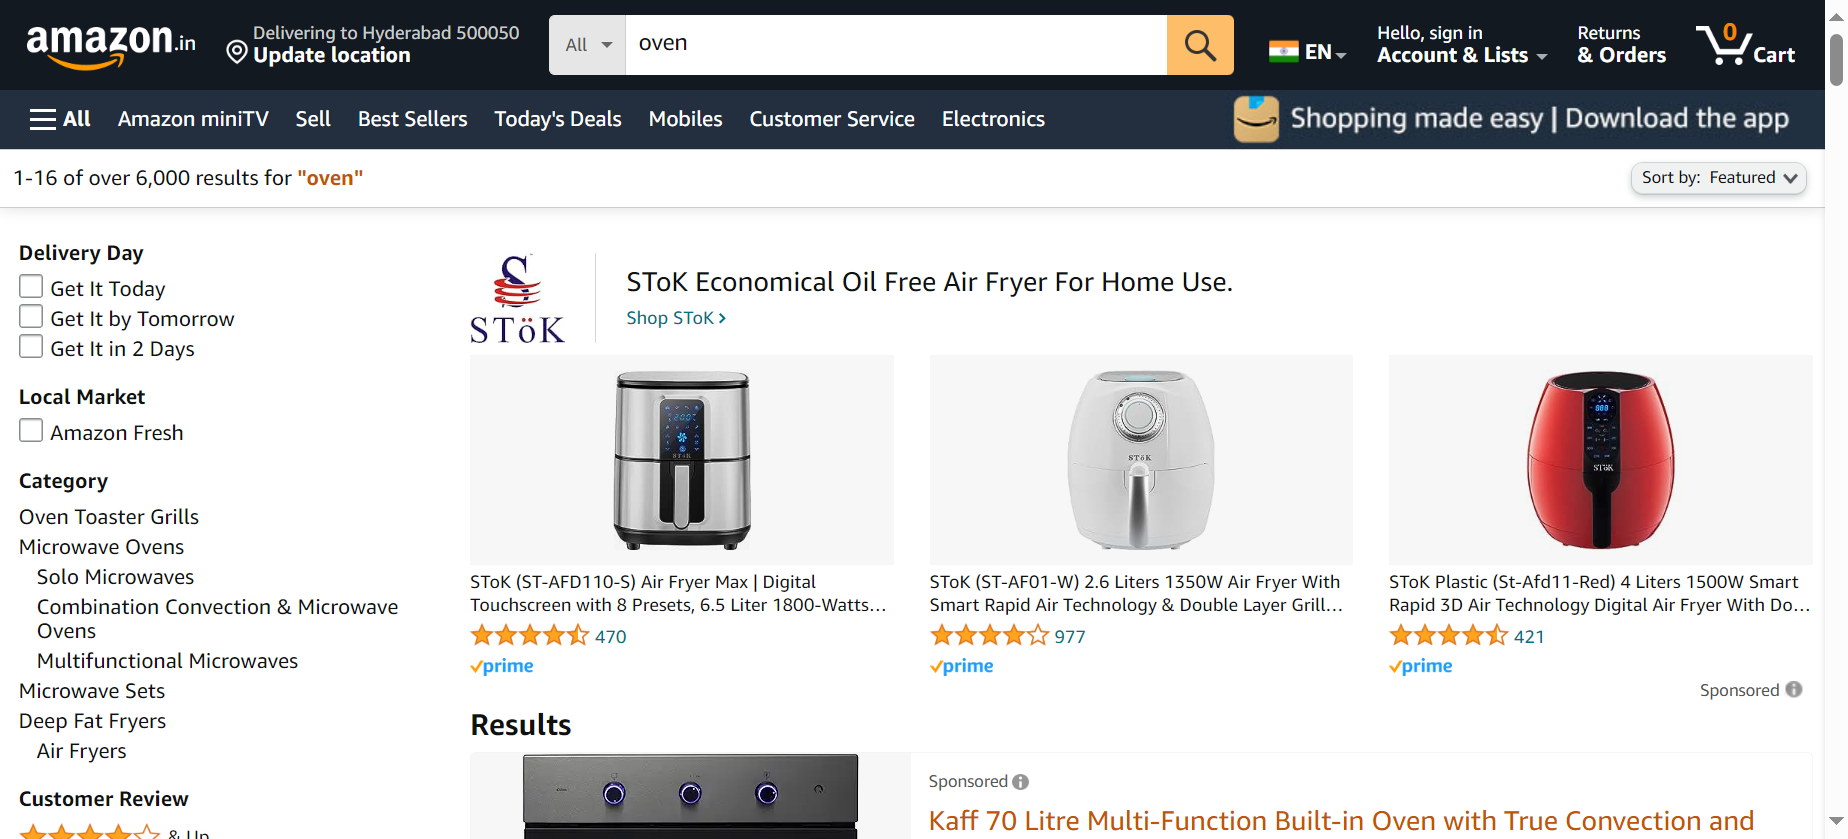 amazon.in
Delivering to Hyderabad 500050
Update location
All
oven
EN
Hello, sign in
Account & Lists
Returns
& Orders
0
Cart
All
Amazon miniTV
Sell
Best Sellers
Today's Deals
Mobiles
Customer Service
Electronics
Shopping made easy | Download the app
1-16 of over 6,000 results for "oven"
Sort by: Featured
Delivery Day
Get It Today
Get It by Tomorrow
Get It in 2 Days
Local Market
Amazon Fresh
Category
Oven Toaster Grills
Microwave Ovens
Solo Microwaves
Combination Convection & Microwave
Ovens
Multifunctional Microwaves
Microwave Sets
Deep Fat Fryers
Air Fryers
Customer Review
& Up
S
STöK
SToK Economical Oil Free Air Fryer For Home Use.
Shop SToK ›
STöK
SToK (ST-AFD110-S) Air Fryer Max | Digital
Touchscreen with 8 Presets, 6.5 Liter 1800-Watts…
470
prime
STöK
SToK (ST-AF01-W) 2.6 Liters 1350W Air Fryer With
Smart Rapid Air Technology & Double Layer Grill…
977
prime
STöK
SToK Plastic (St-Afd11-Red) 4 Liters 1500W Smart
Rapid 3D Air Technology Digital Air Fryer With Do…
421
prime
Sponsored
Results
Sponsored
Kaff 70 Litre Multi-Function Built-in Oven with True Convection and